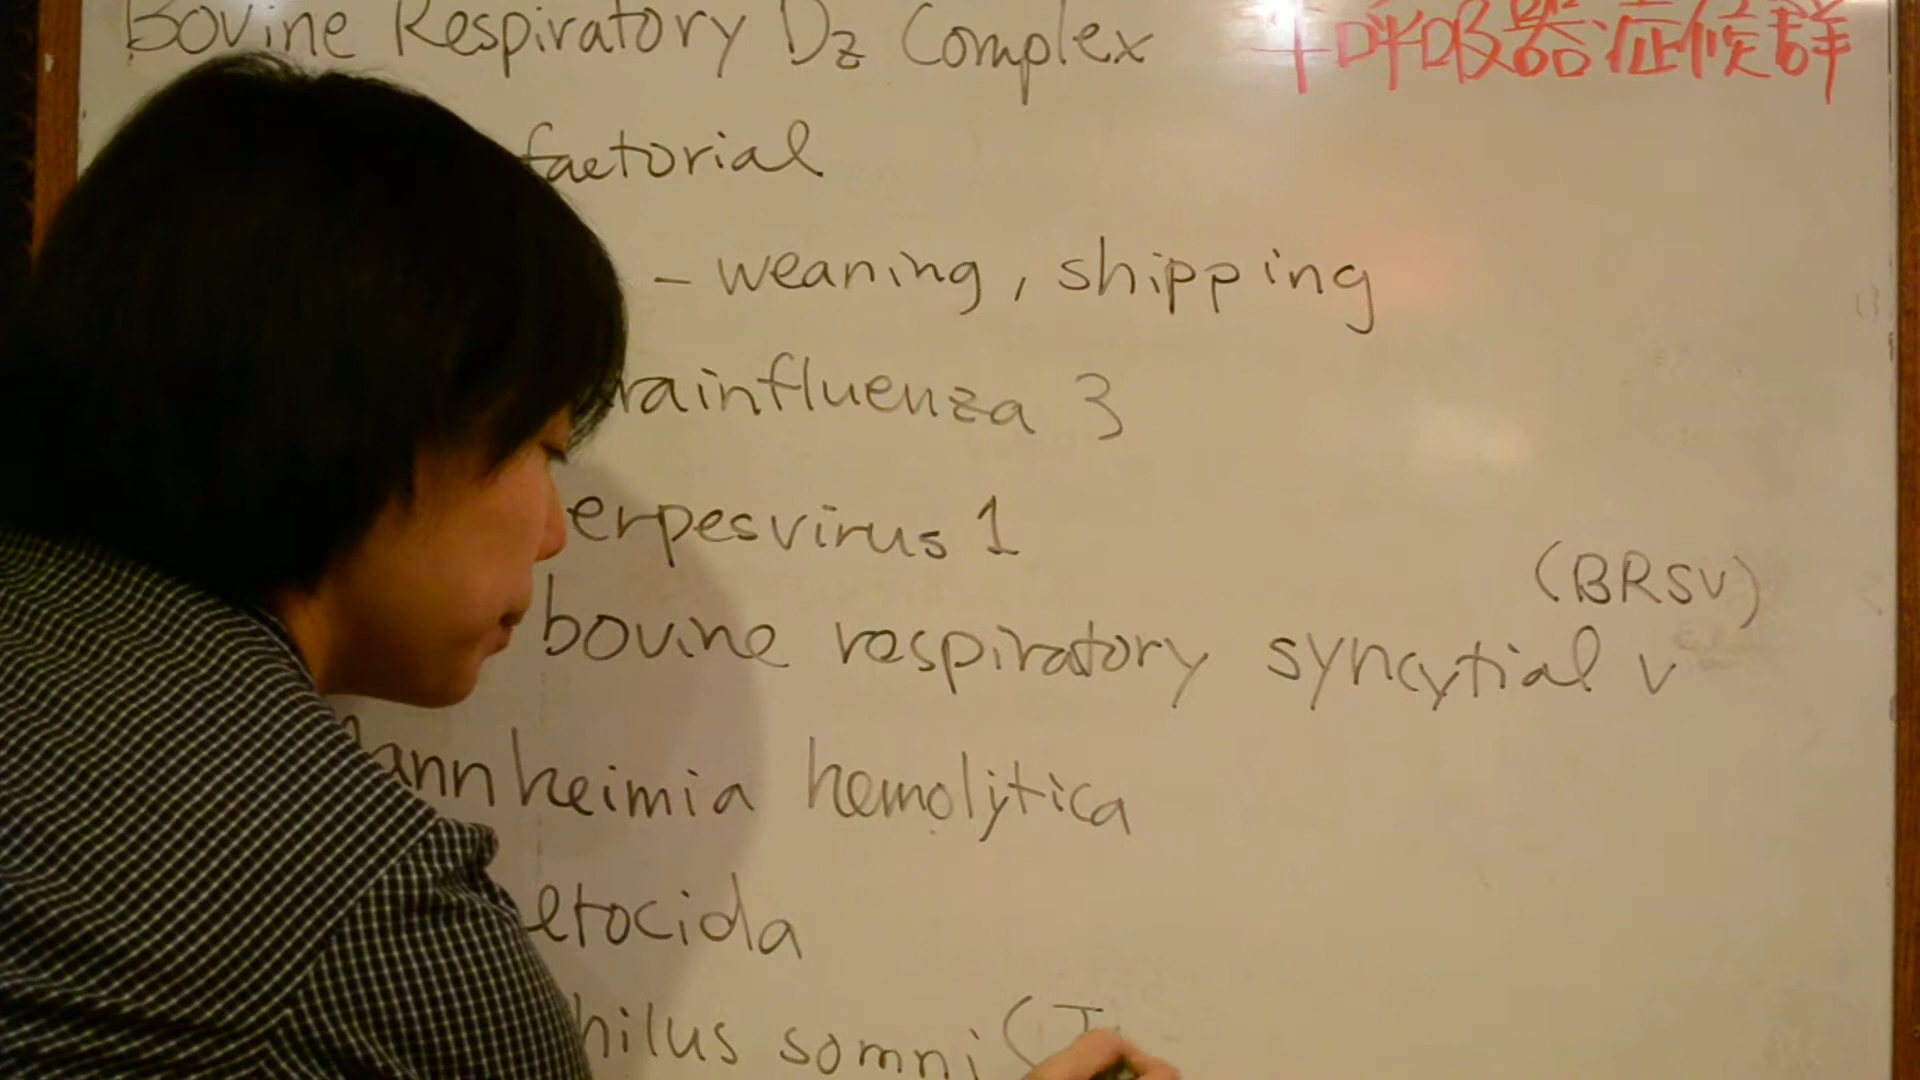 Bovine Respiratory Dz Complex 牛呼吸器症候群
factorial
- weaning, shipping
rainfluenza 3
erpesvirus 1
(BRSV)
bovine respiratory syncytial v
annheimia hemolytica
etocida
hilus somni (